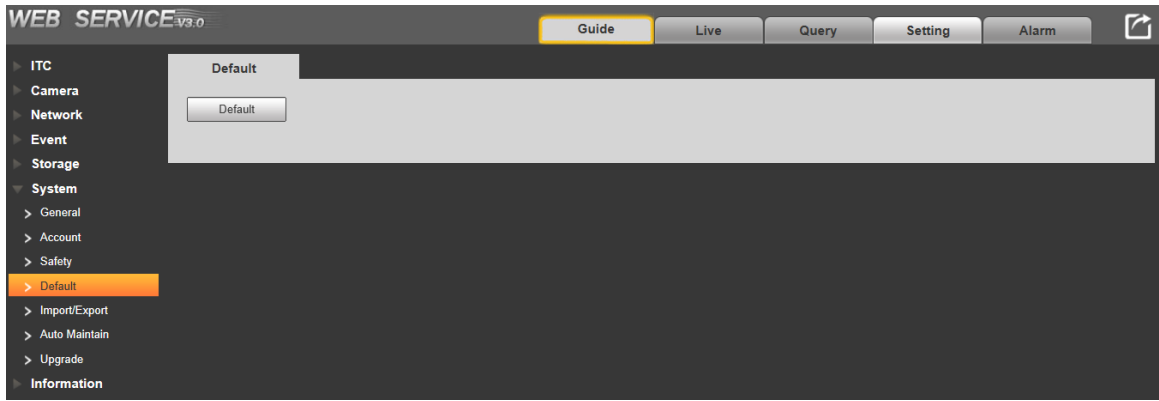 WEB SERVICE V3.0
Guide
Live
Query
Setting
Alarm
ITC
Camera
Network
Event
Storage
System
General
Account
Safety
Default
Import/Export
Auto Maintain
Upgrade
Information
Default
Default